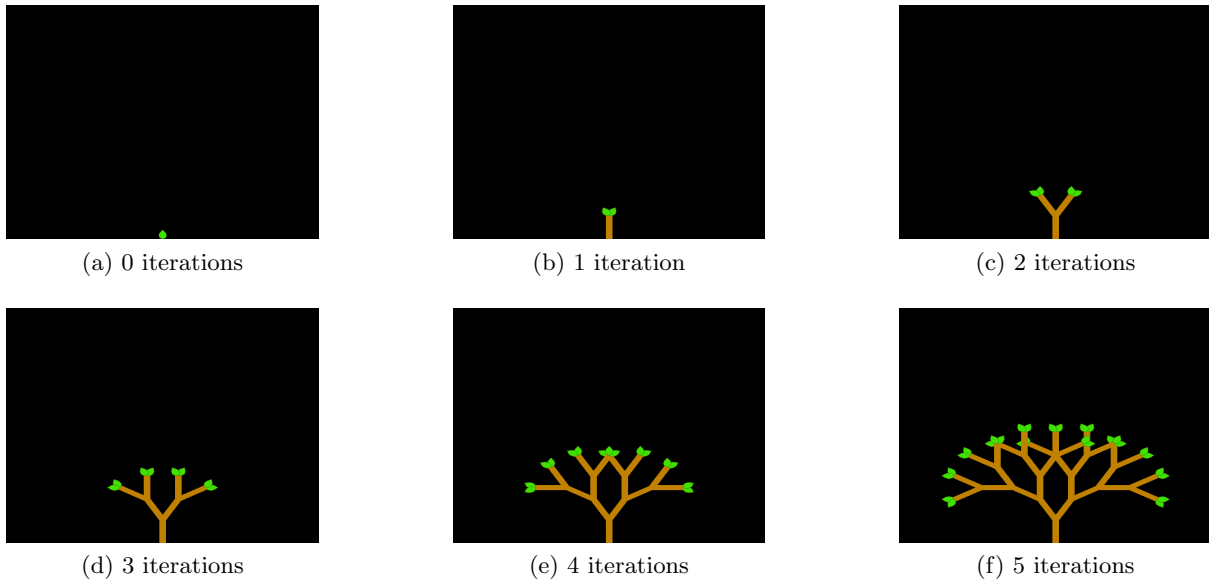 (a) 0 iterations
(b) 1 iteration
(c) 2 iterations
(d) 3 iterations
(e) 4 iterations
(f) 5 iterations